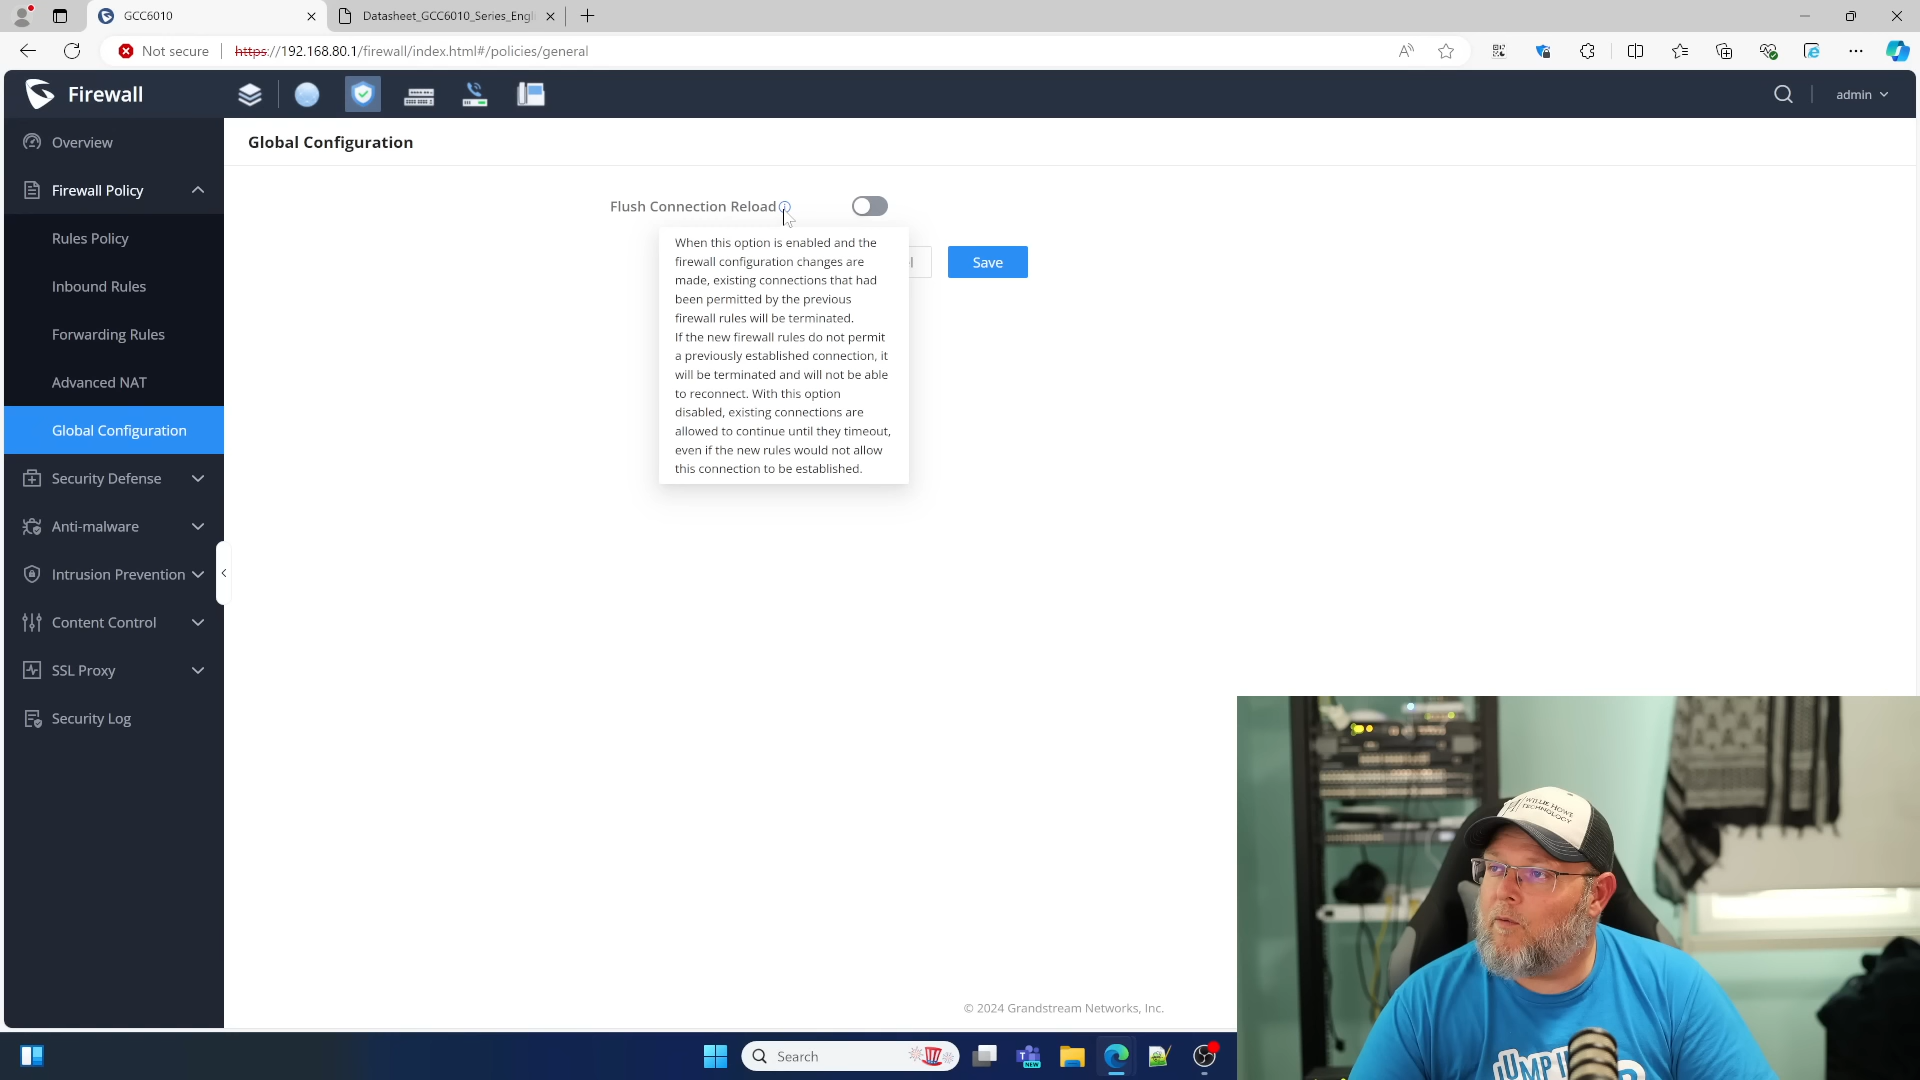 GCC6010
Datasheet_GCC6010_Series_Engli
Not secure
https://192.168.80.1/firewall/index.html#/policies/general
Firewall
admin
Overview
Firewall Policy
Rules Policy
Inbound Rules
Forwarding Rules
Advanced NAT
Global Configuration
Security Defense
Anti-malware
Intrusion Prevention
Content Control
SSL Proxy
Security Log
Global Configuration
Flush Connection Reload
When this option is enabled and the
firewall configuration changes are
made, existing connections that had
been permitted by the previous
firewall rules will be terminated.
If the new firewall rules do not permit
a previously established connection, it
will be terminated and will not be able
to reconnect. With this option
disabled, existing connections are
allowed to continue until they timeout,
even if the new rules would not allow
this connection to be established.
Save
© 2024 Grandstream Networks, Inc.
WILLIE HOWE
TECHNOLOGY
Search
NEW